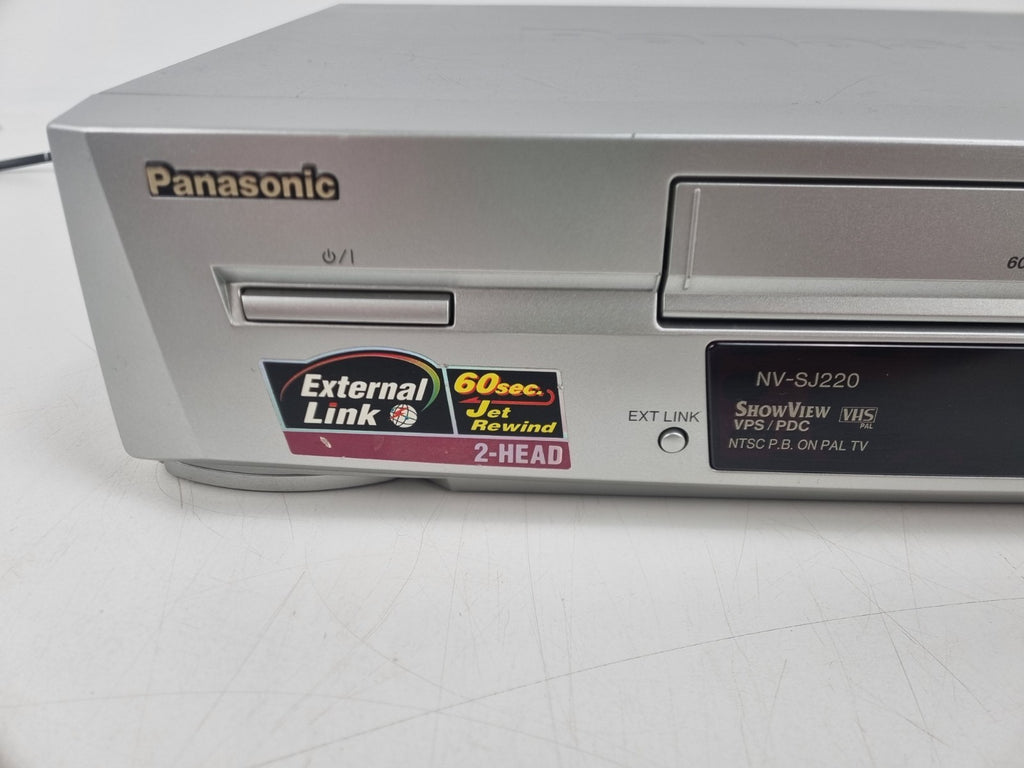 Panasonic
⏻/I
60
External
Link
60sec.
Jet
Rewind
2-HEAD
EXT LINK
NV-SJ220
SHOWVIEW
VPS / PDC
VHS
PAL
NTSC P.B. ON PAL TV